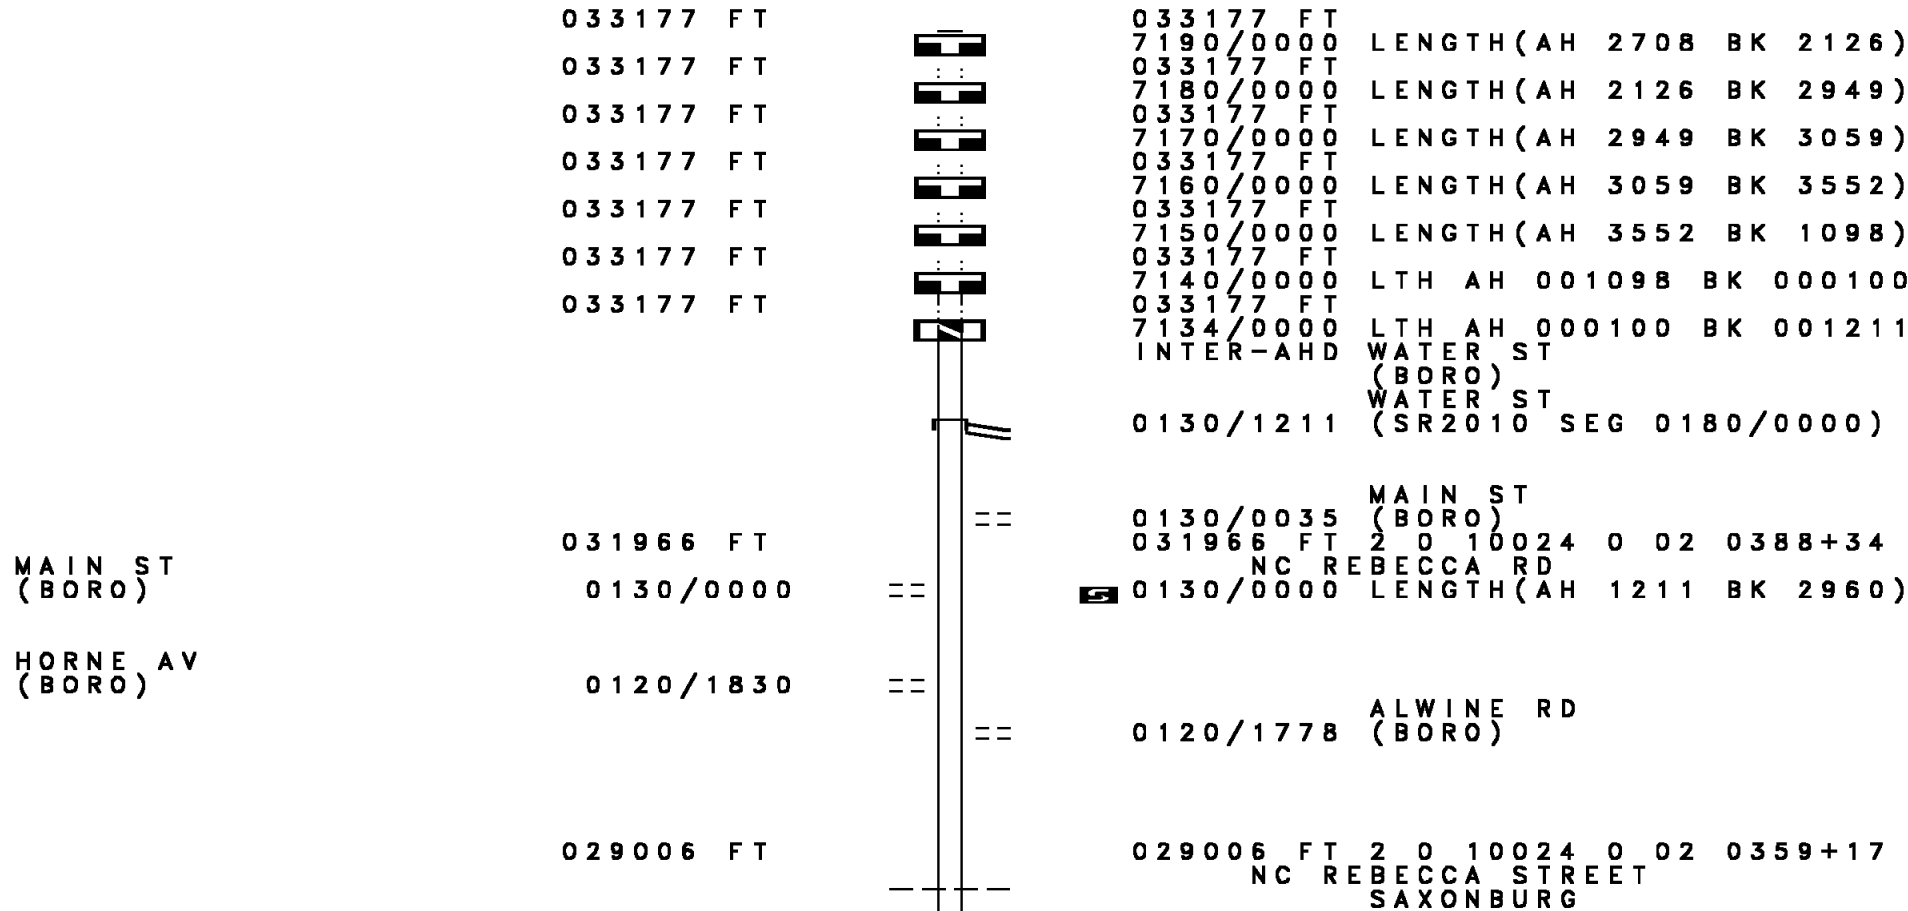 033177 FT 033177 FT
7190/0000 LENGTH(AH 2708 BK 2126)
033177 FT 033177 FT
7180/0000 LENGTH(AH 2126 BK 2949)
033177 FT 033177 FT
7170/0000 LENGTH(AH 2949 BK 3059)
033177 FT 033177 FT
7160/0000 LENGTH(AH 3059 BK 3552)
033177 FT 033177 FT
7150/0000 LENGTH(AH 3552 BK 1098)
033177 FT 033177 FT
7140/0000 LTH AH 001098 BK 000100
033177 FT 033177 FT
7134/0000 LTH AH 000100 BK 001211
INTER-AHD WATER ST
(BORO)
WATER ST
0130/1211 (SR2010 SEG 0180/0000)
MAIN ST
0130/0035 (BORO)
031966 FT 031966 FT 2 0 10024 0 02 0388+34
MAIN ST NC REBECCA RD
(BORO) 0130/0000 S 0130/0000 LENGTH(AH 1211 BK 2960)
HORNE AV
(BORO) 0120/1830
ALWINE RD
0120/1778 (BORO)
029006 FT 029006 FT 2 0 10024 0 02 0359+17
NC REBECCA STREET
SAXONBURG